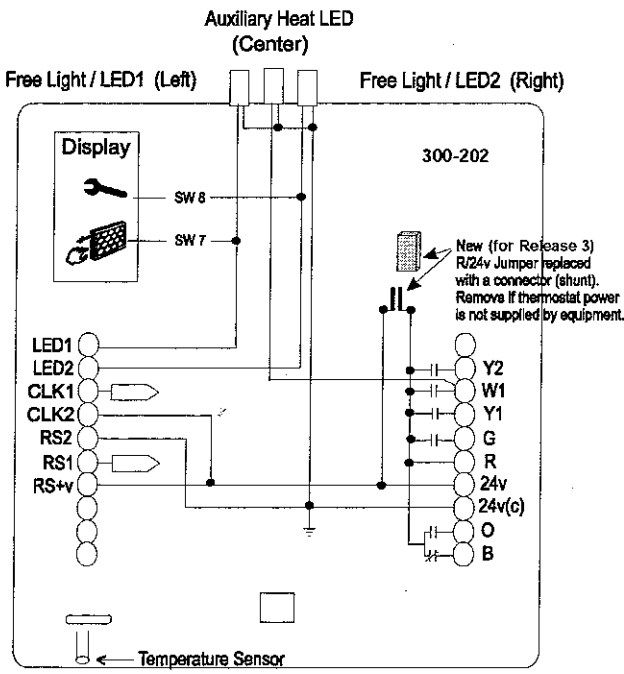 Auxiliary Heat LED
(Center)
Free Light / LED1 (Left)
Free Light / LED2 (Right)
Display
300-202
SW 8
SW 7
New (for Release 3)
R/24v Jumper replaced
with a connector (shunt).
Remove if thermostat power
is not supplied by equipment.
LED1
LED2
CLK1
CLK2
RS2
RS1
RS+v
Y2
W1
Y1
G
R
24v
24v(c)
O
B
Temperature Sensor